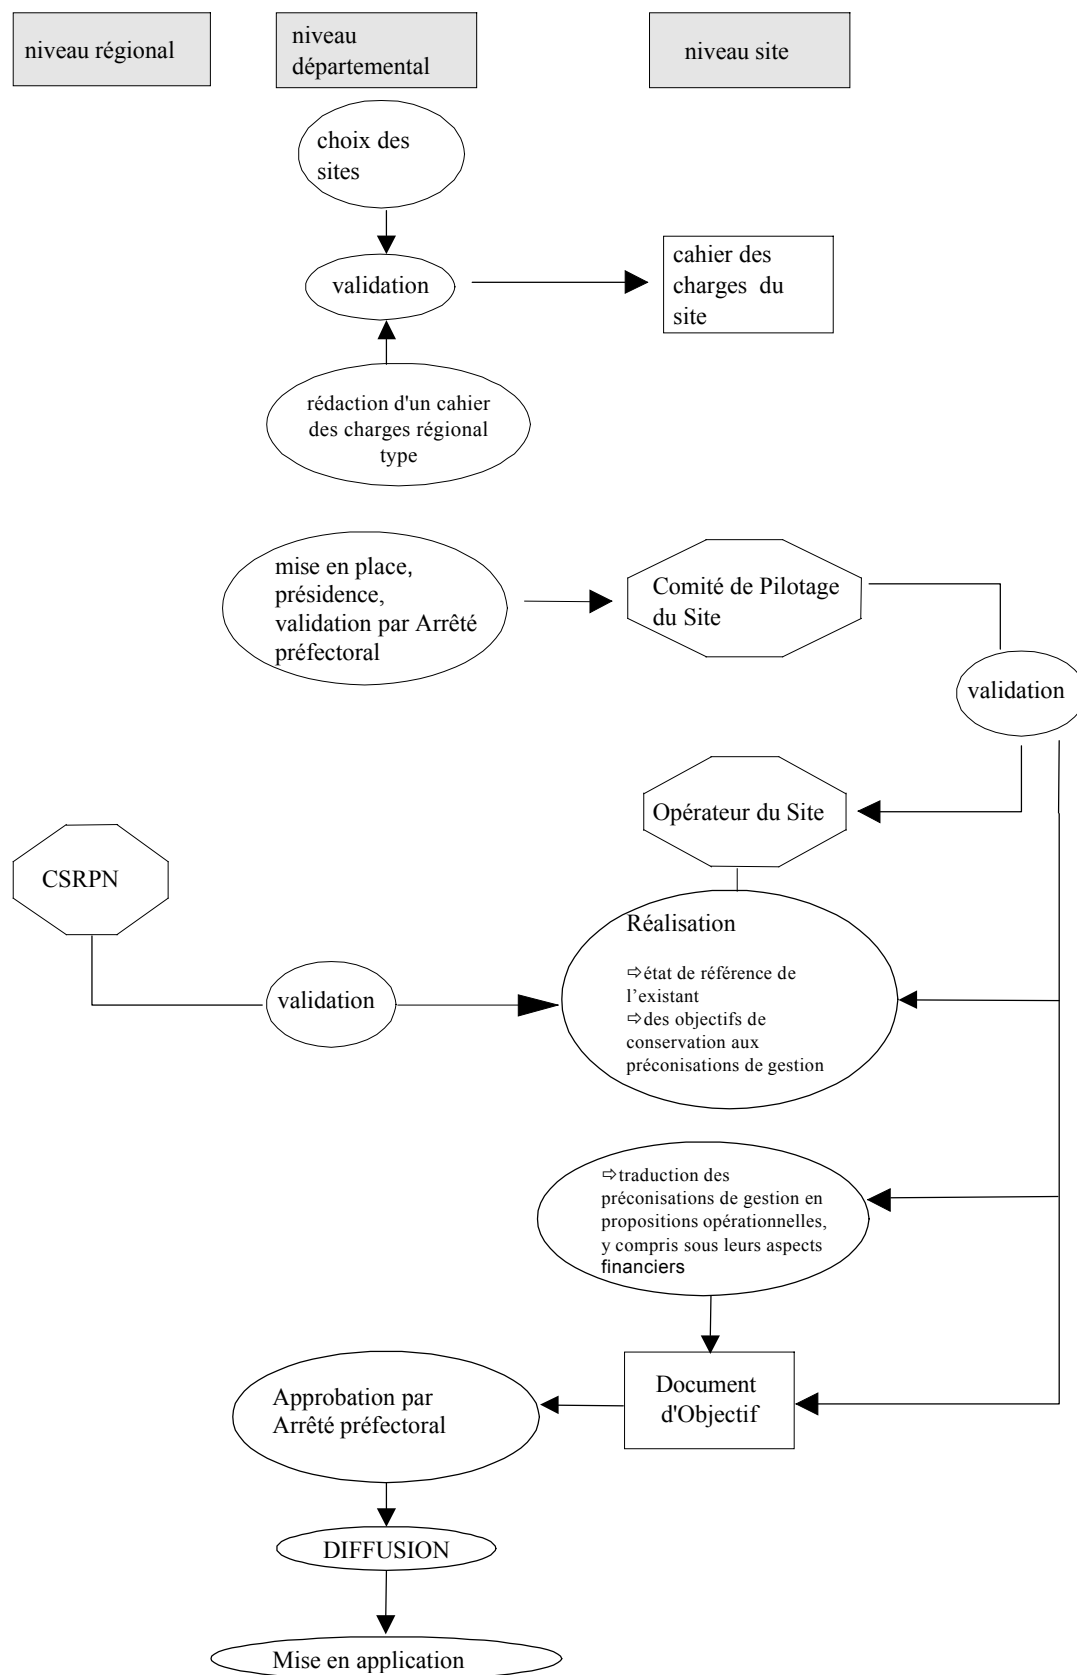 niveau régional
niveau
départemental
niveau site
choix des
sites
validation
cahier des
charges du
site
rédaction d'un cahier
des charges régional
type
mise en place,
présidence,
validation par Arrêté
préfectoral
Comité de Pilotage
du Site
validation
Opérateur du Site
CSRPN
Réalisation
validation
⇨état de référence de
l’existant
⇨des objectifs de
conservation aux
préconisations de gestion
⇨traduction des
préconisations de gestion en
propositions opérationnelles,
y compris sous leurs aspects
financiers
Document
d'Objectif
Approbation par
Arrêté préfectoral
DIFFUSION
Mise en application